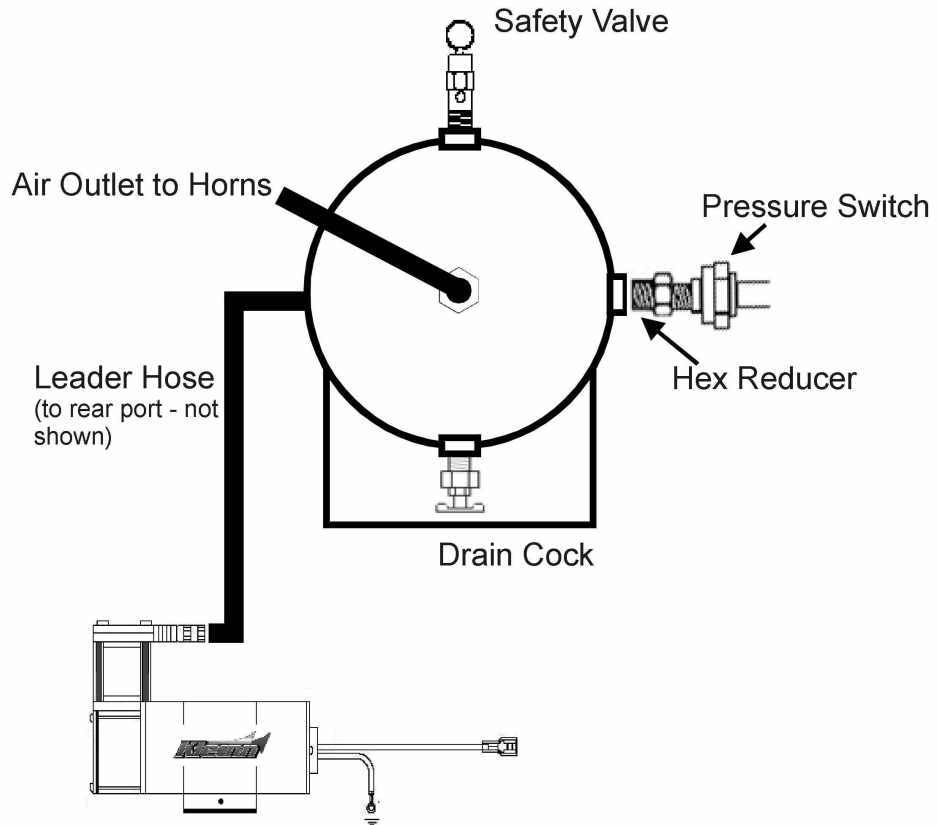 Safety Valve
Air Outlet to Horns
Pressure Switch
Leader Hose
(to rear port - not
shown)
Hex Reducer
Drain Cock
Kleinn